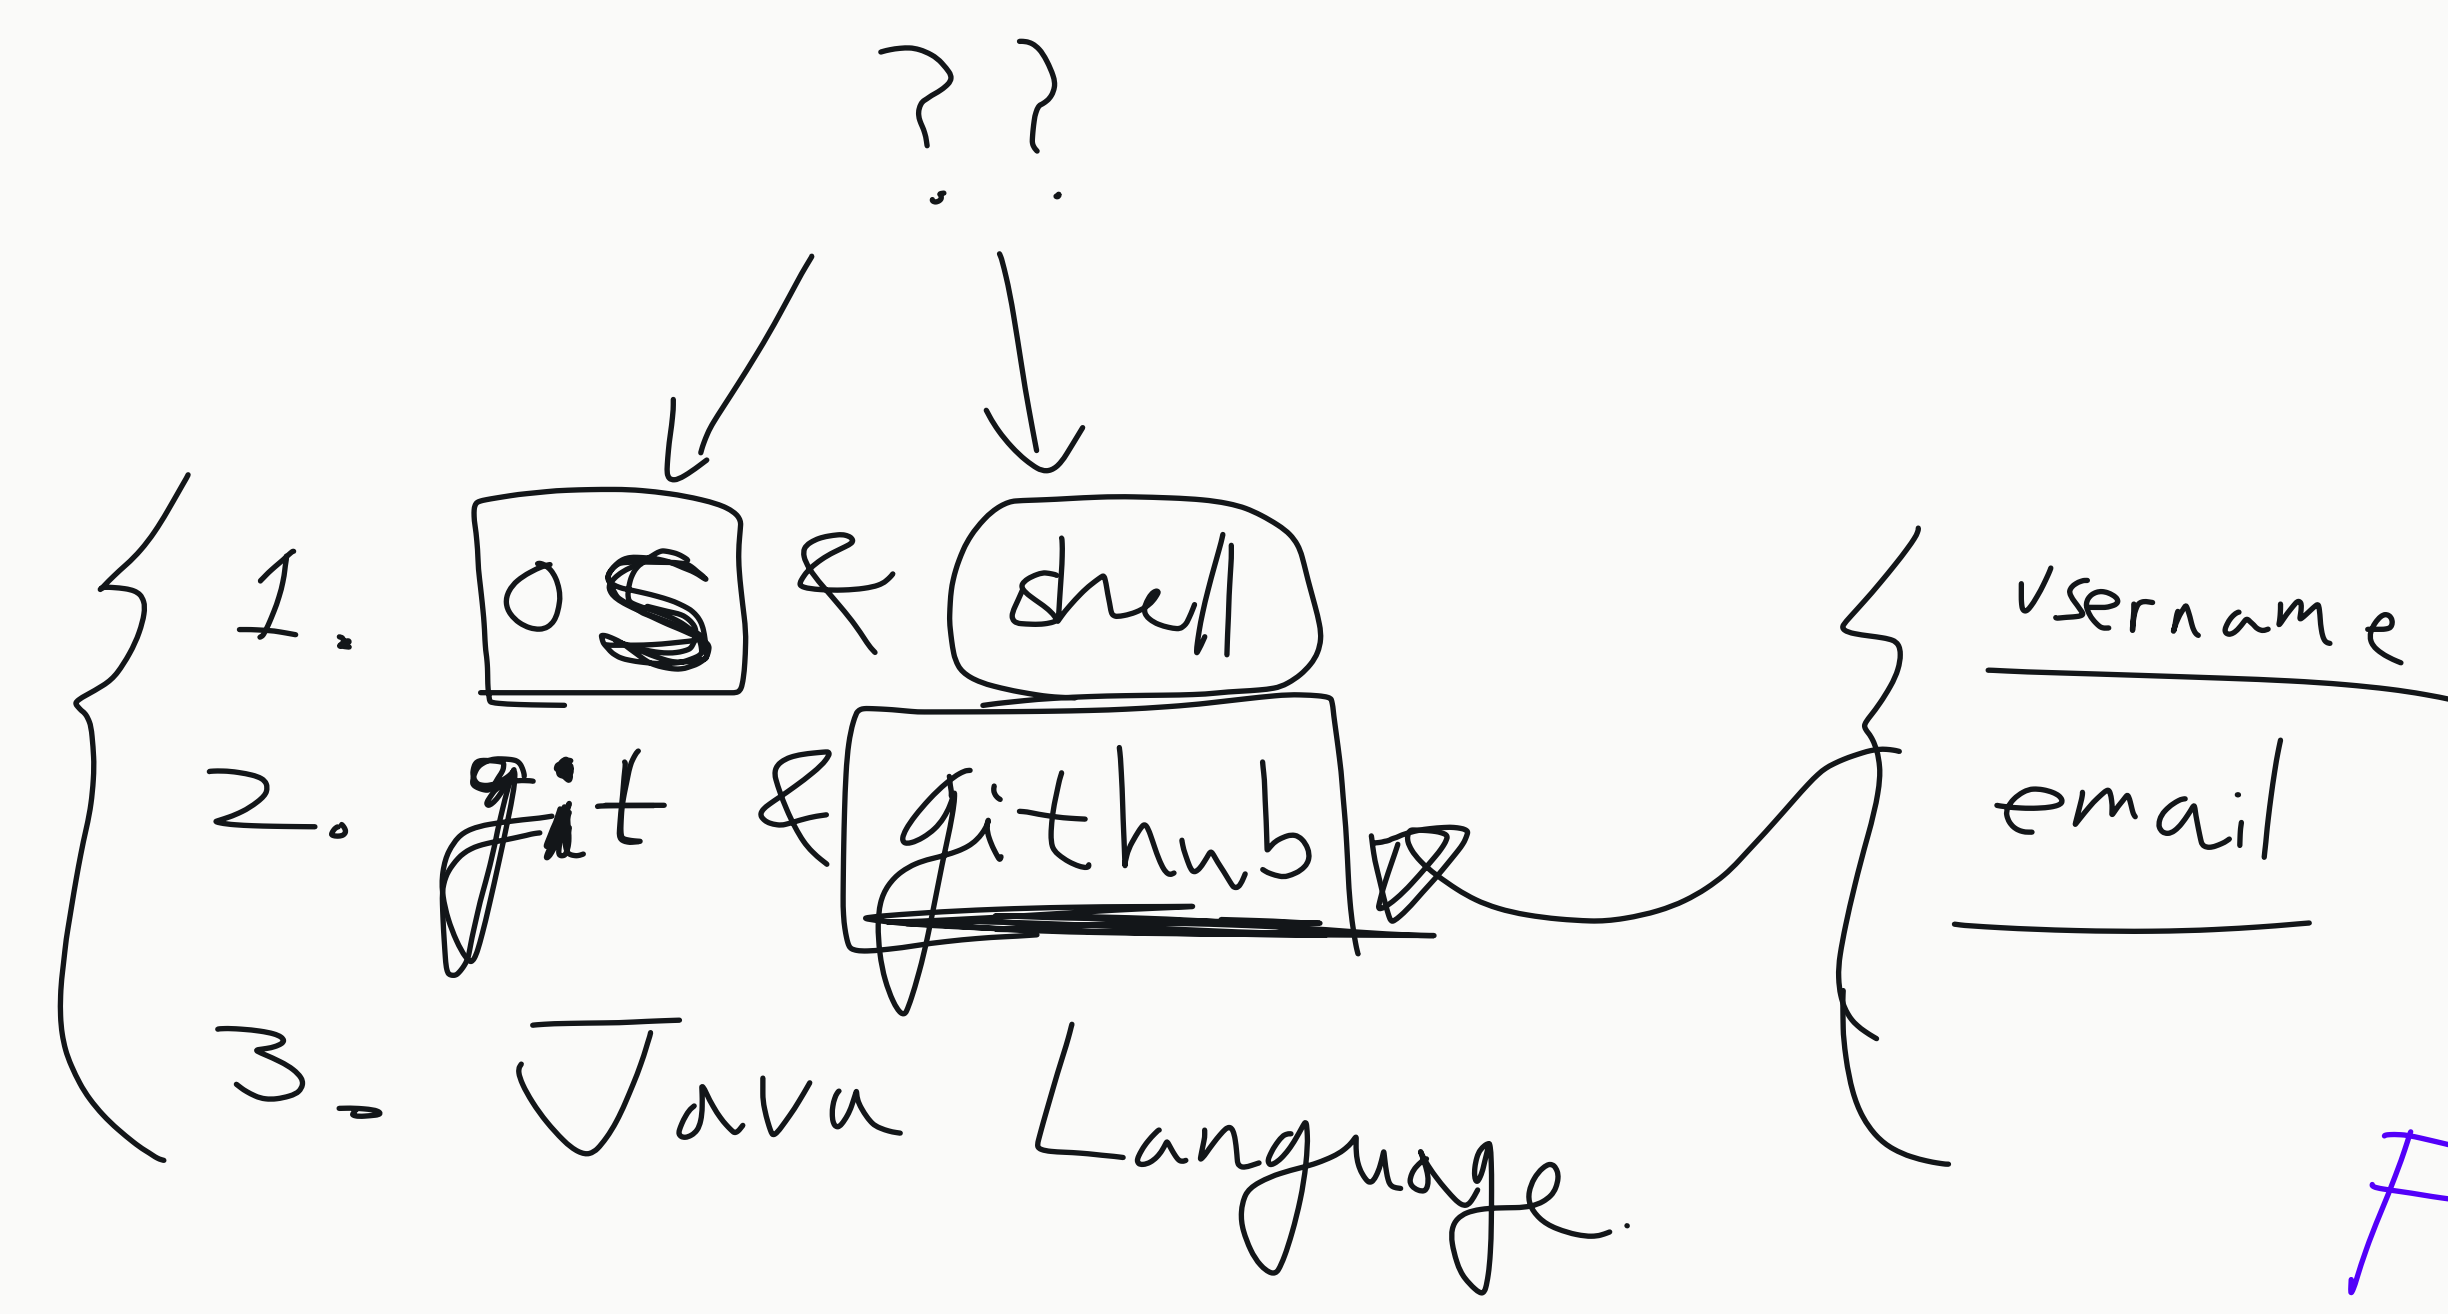 ??
1. OS & shell
2. git & github
3. Java Language.
username
email
F